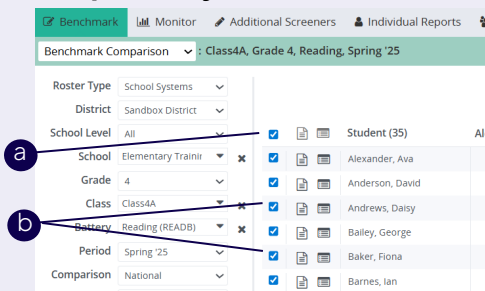 Benchmark Monitor Additional Screeners Individual Reports
Benchmark Comparison : Class4A, Grade 4, Reading, Spring '25
Roster Type School Systems
District Sandbox District
School Level All Student (35) Al
a
School Elementary Trainin Alexander, Ava
Grade 4 Anderson, David
Class Class4A Andrews, Daisy
b
Battery Reading (READB) Bailey, George
Period Spring '25 Baker, Fiona
Comparison National Barnes, Ian